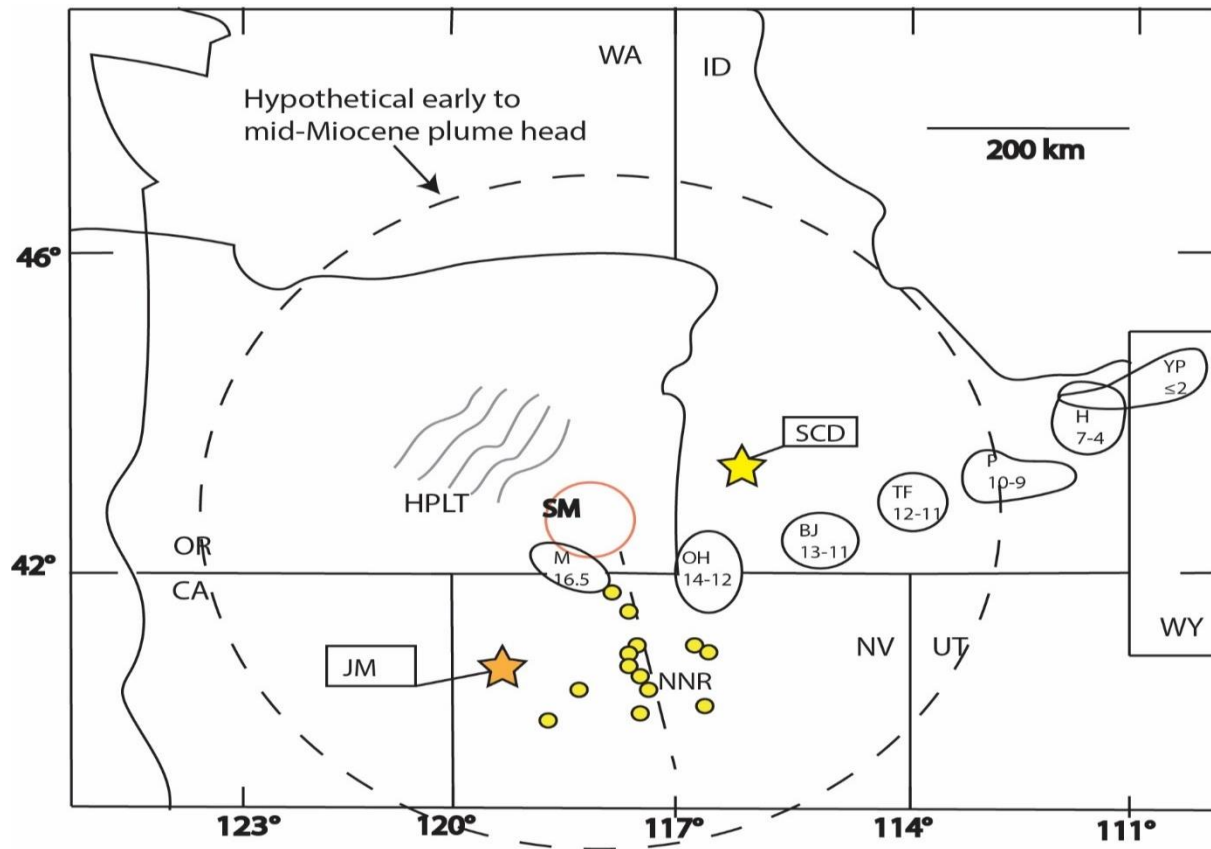 WA
ID
Hypothetical early to
mid-Miocene plume head
200 km
46°
YP
≤2
H
7-4
SCD
P
10-9
TF
12-11
HPLT
SM
BJ
13-11
OR
M
16.5
OH
14-12
42°
CA
WY
NV
UT
JM
NNR
123°
120°
117°
114°
111°